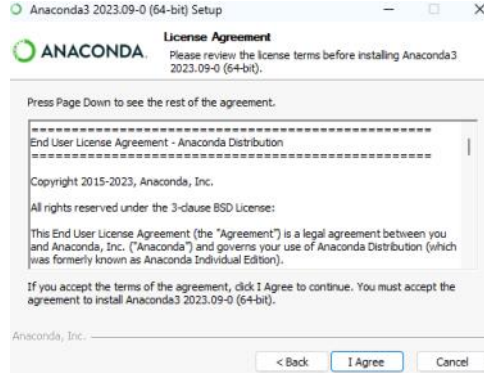 Anaconda3 2023.09-0 (64-bit) Setup
ANACONDA.
License Agreement
Please review the license terms before installing Anaconda3
2023.09-0 (64-bit).
Press Page Down to see the rest of the agreement.
====================================================
End User License Agreement - Anaconda Distribution
====================================================
Copyright 2015-2023, Anaconda, Inc.
All rights reserved under the 3-clause BSD License:
This End User License Agreement (the "Agreement") is a legal agreement between you
and Anaconda, Inc. ("Anaconda") and governs your use of Anaconda Distribution (which
was formerly known as Anaconda Individual Edition).
If you accept the terms of the agreement, click I Agree to continue. You must accept the
agreement to install Anaconda3 2023.09-0 (64-bit).
Anaconda, Inc.
< Back I Agree Cancel